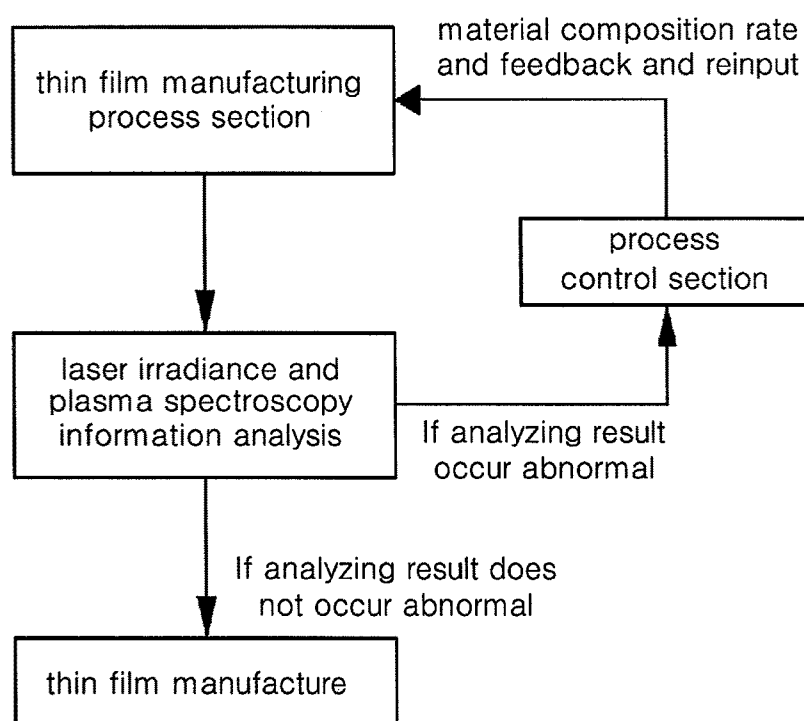 material composition rate
and feedback and reinput
thin film manufacturing
process section
process
control section
laser irradiance and
plasma spectroscopy
information analysis
If analyzing result
occur abnormal
If analyzing result does
not occur abnormal
thin film manufacture